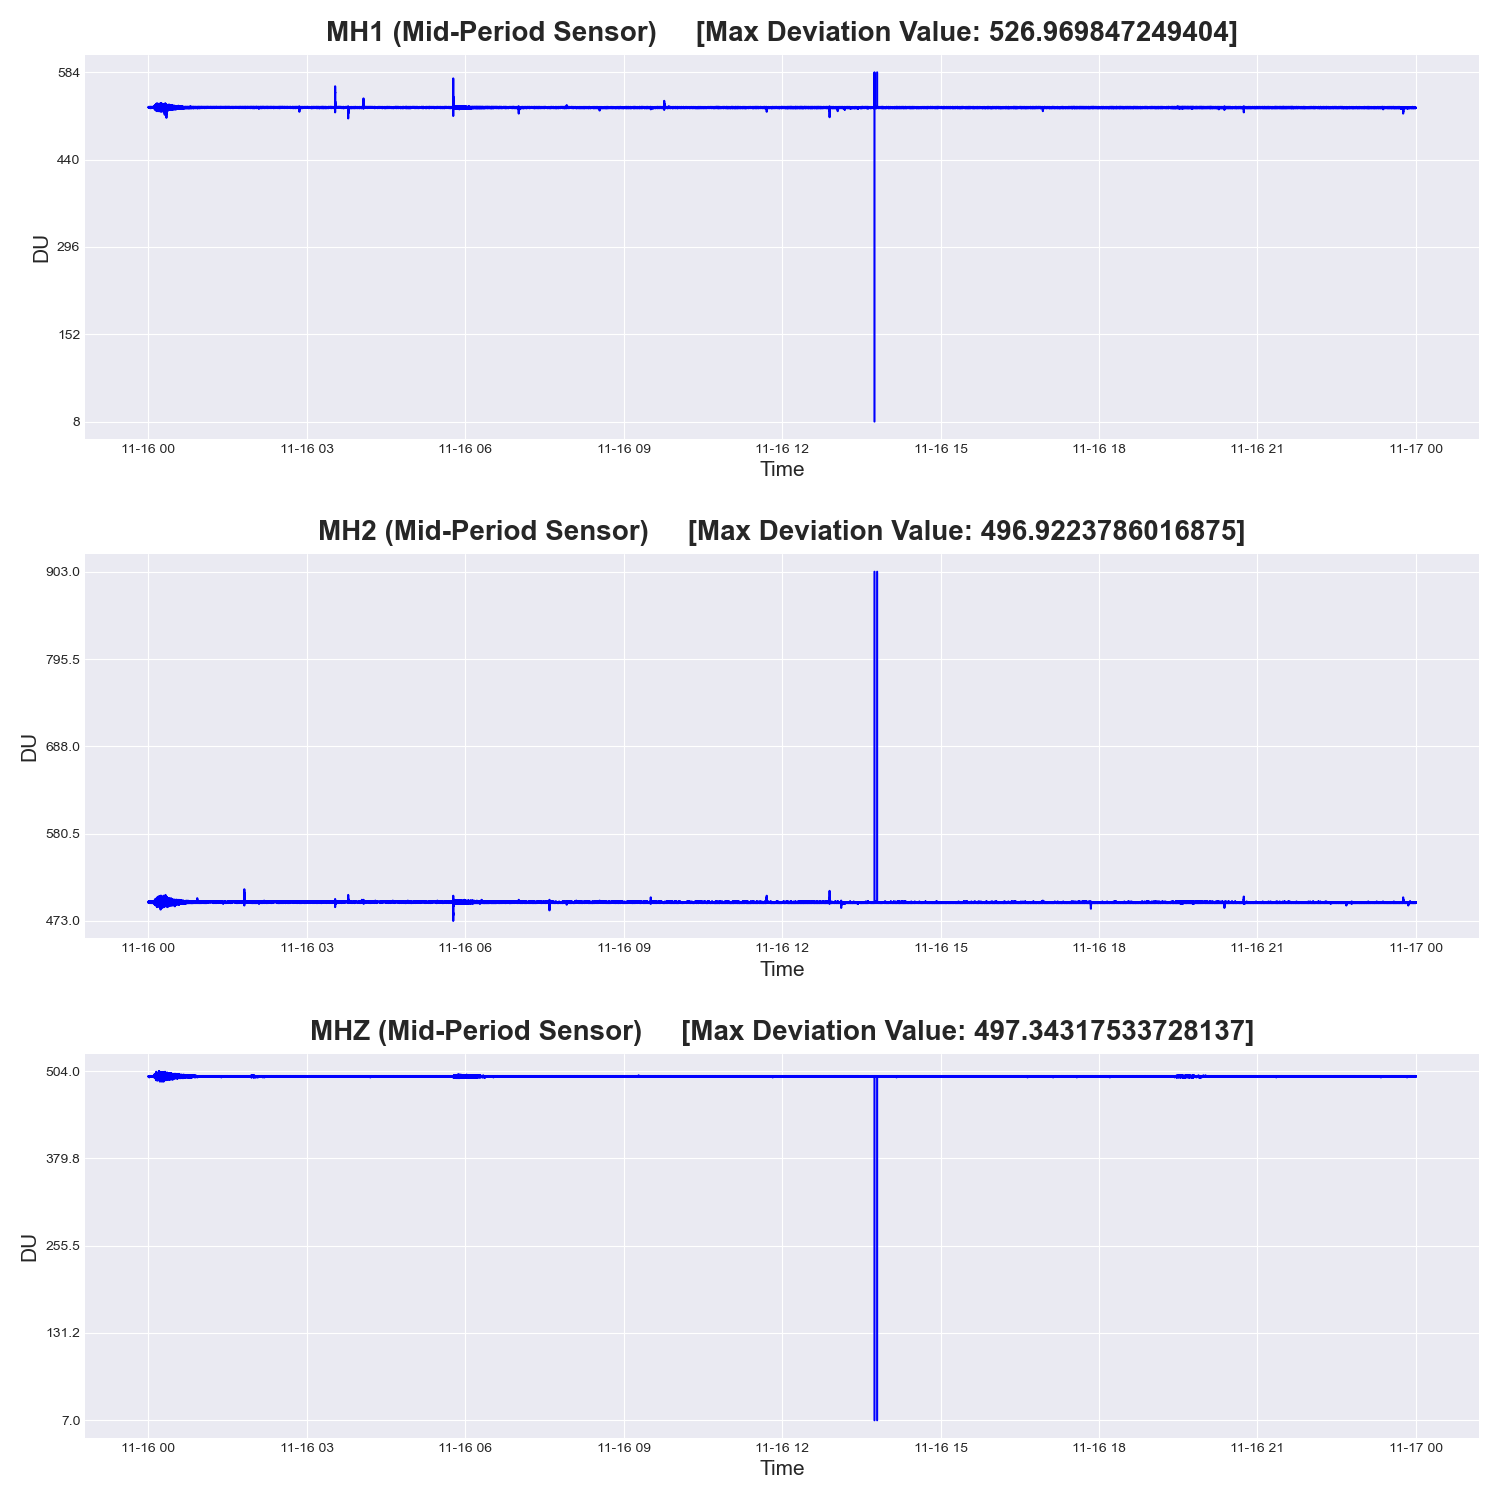 MH1 (Mid-Period Sensor) [Max Deviation Value: 526.969847249404]
584
440
296
152
8
DU
11-16 00 11-16 03 11-16 06 11-16 09 11-16 12 11-16 15 11-16 18 11-16 21 11-17 00
Time
MH2 (Mid-Period Sensor) [Max Deviation Value: 496.9223786016875]
903.0
795.5
688.0
580.5
473.0
DU
11-16 00 11-16 03 11-16 06 11-16 09 11-16 12 11-16 15 11-16 18 11-16 21 11-17 00
Time
MHZ (Mid-Period Sensor) [Max Deviation Value: 497.34317533728137]
504.0
379.8
255.5
131.2
7.0
DU
11-16 00 11-16 03 11-16 06 11-16 09 11-16 12 11-16 15 11-16 18 11-16 21 11-17 00
Time